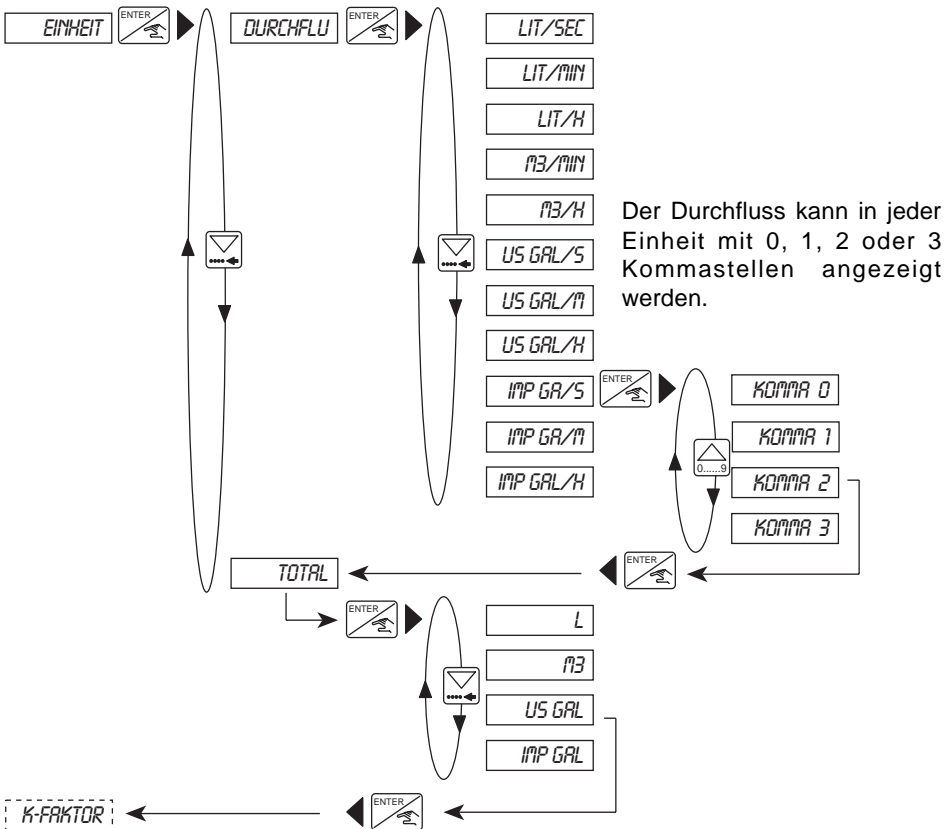 EINHEIT
ENTER
DURCHFLU
ENTER
LIT/SEC
LIT/MIN
LIT/H
M3/MIN
M3/H
US GAL/S
US GAL/M
US GAL/H
IMP GA/S
IMP GA/M
IMP GAL/H
Der Durchfluss kann in jeder
Einheit mit 0, 1, 2 oder 3
Kommastellen angezeigt
werden.
ENTER
0......9
KOMMA 0
KOMMA 1
KOMMA 2
KOMMA 3
ENTER
TOTAL
ENTER
L
M3
US GAL
IMP GAL
ENTER
K-FAKTOR